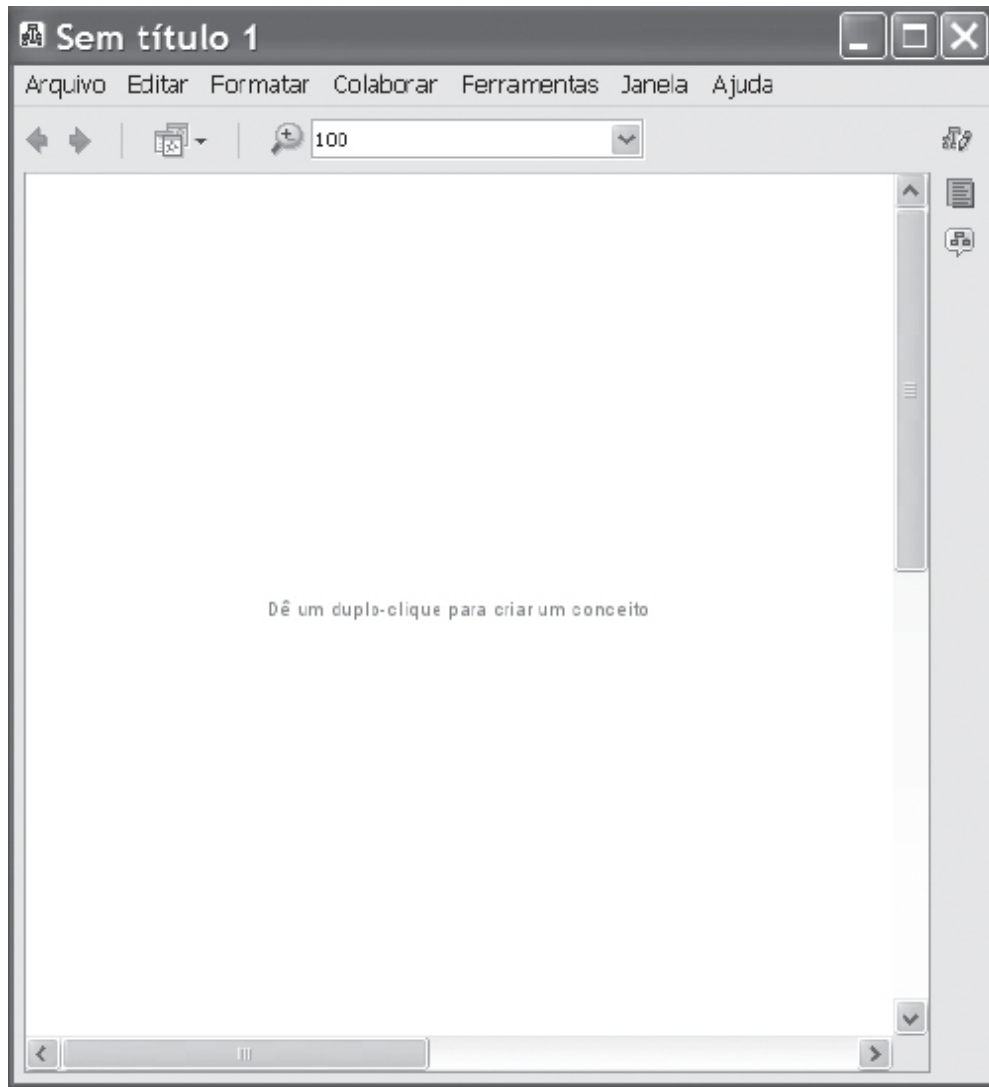 Sem título 1
Arquivo Editar Formatar Colaborar Ferramentas Janela Ajuda
100
Dê um duplo-clique para criar um conceito